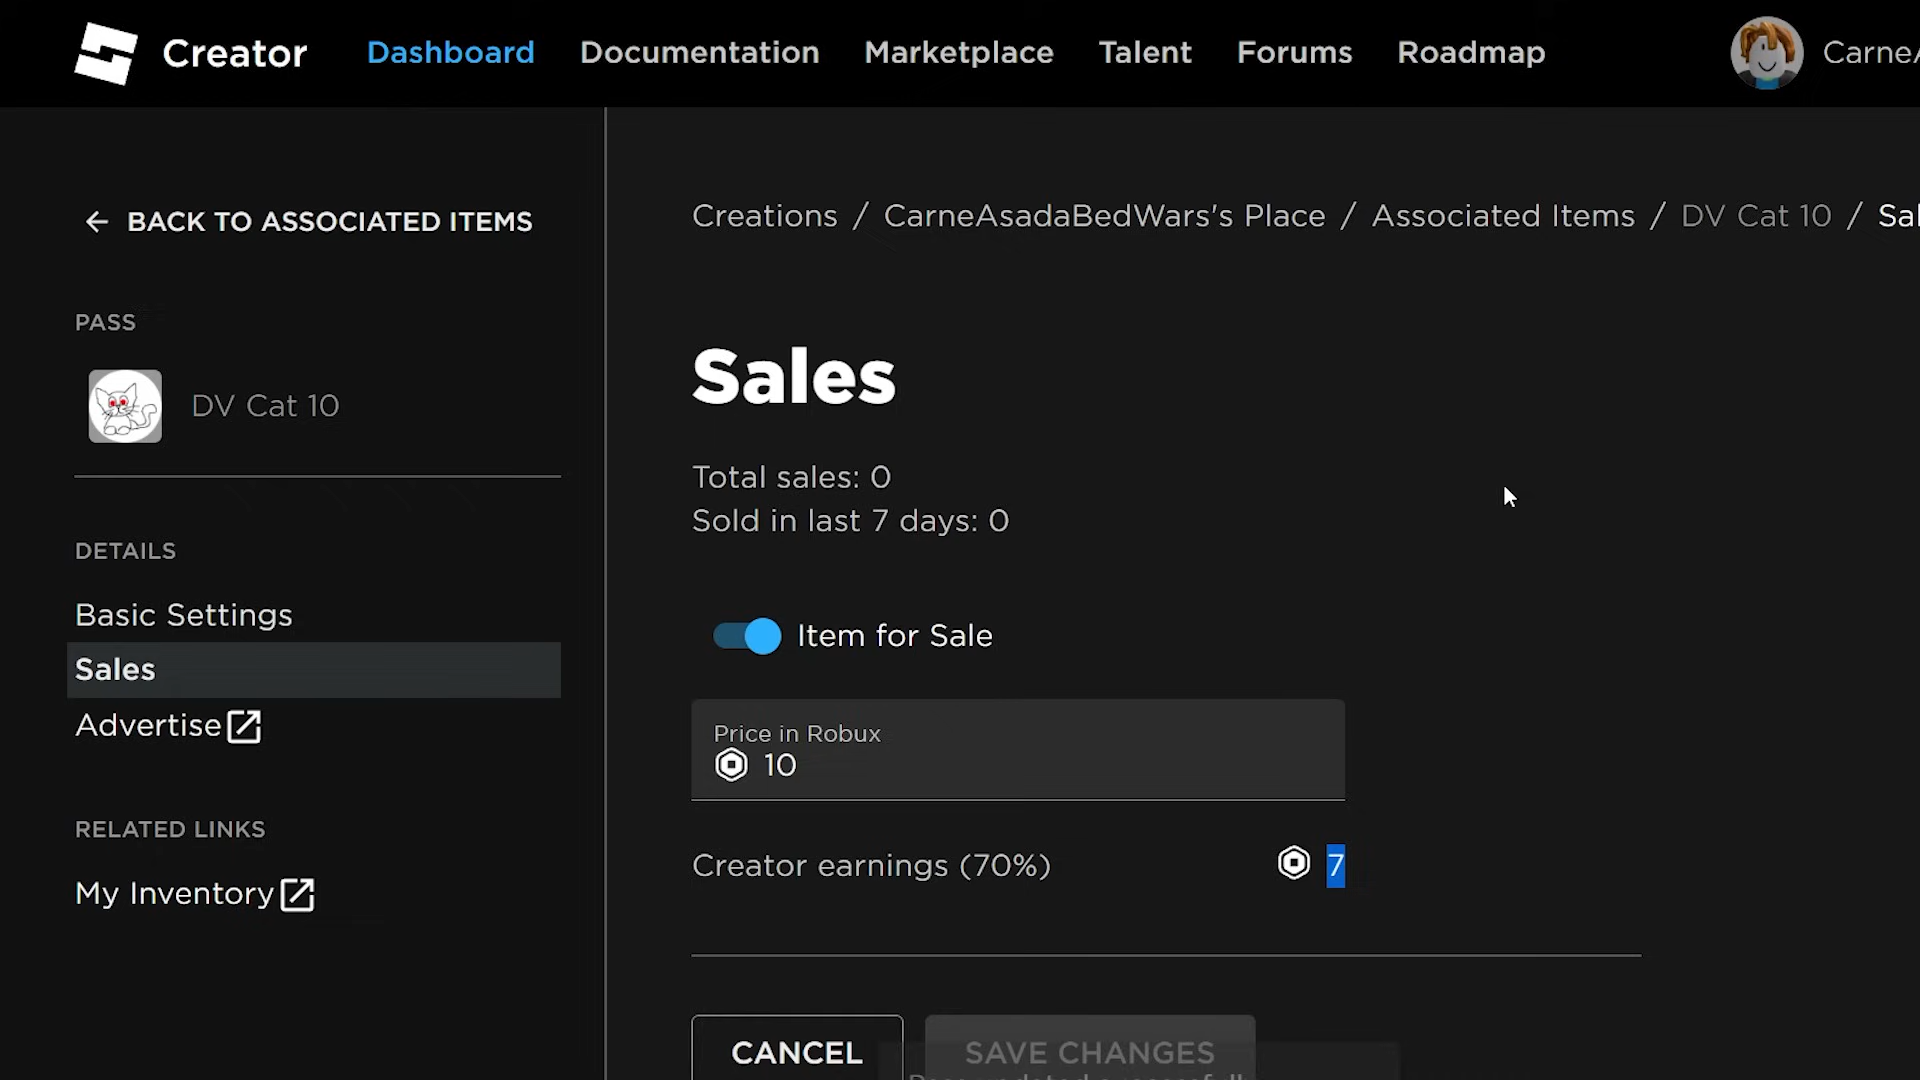 Creator Dashboard Documentation Marketplace Talent Forums Roadmap
BACK TO ASSOCIATED ITEMS
PASS
DV Cat 10
DETAILS
Basic Settings
Sales
Advertise
RELATED LINKS
My Inventory
Creations / CarneAsadaBedWars's Place / Associated Items / DV Cat 10 /
Sales
Total sales: 0
Sold in last 7 days: 0
Item for Sale
Price in Robux
10
Creator earnings (70%) 7
CANCEL SAVE CHANGES